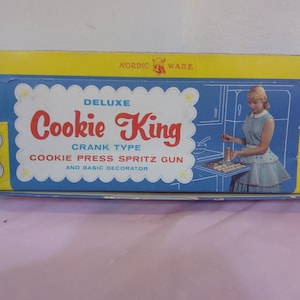 NORDIC WARE
DELUXE
Cookie King
CRANK TYPE
COOKIE PRESS SPRITZ GUN
AND BASIC DECORATOR